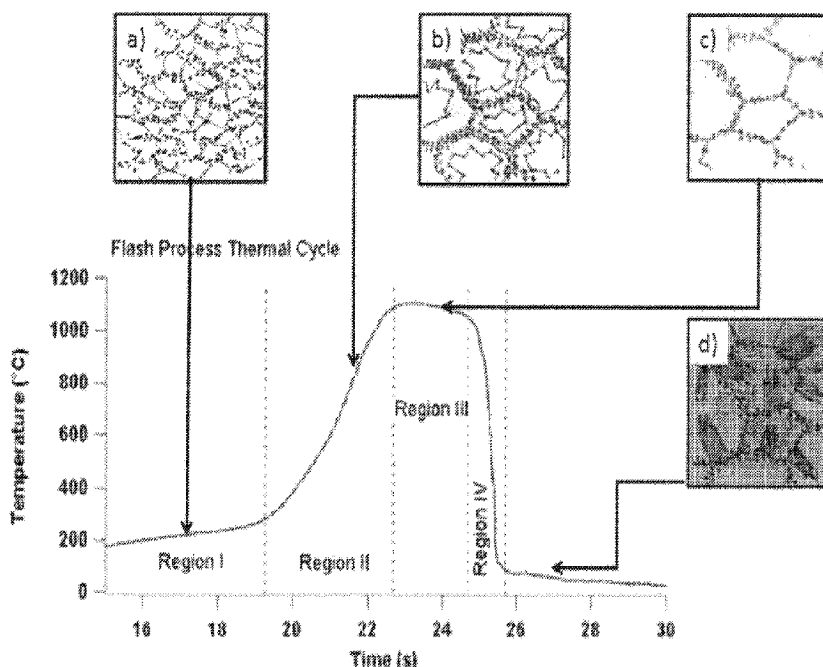 a)
b)
c)
Flash Process Thermal Cycle
1200
1000
800
600
400
200
0
Temperature (°C)
Region I
Region II
Region III
Region IV
d)
16
18
20
22
24
26
28
30
Time (s)